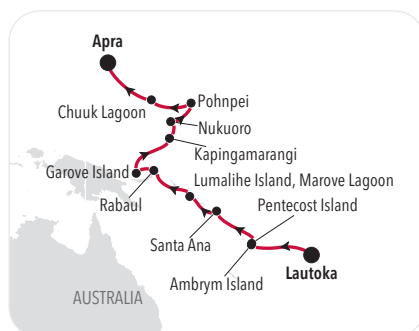 Apra
Chuuk Lagoon
Pohnpei
Nukuoro
Kapingamarangi
Garove Island
Lumalihe Island, Marove Lagoon
Rabaul
Pentecost Island
Santa Ana
Ambrym Island
Lautoka
AUSTRALIA